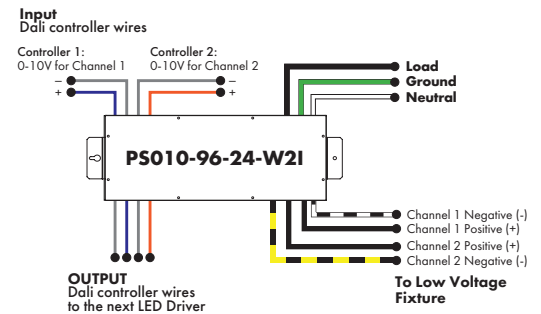 Input
Dali controller wires
Controller 1:
0-10V for Channel 1
Controller 2:
0-10V for Channel 2
–
+
–
+
Load
Ground
Neutral
PS010-96-24-W2I
Channel 1 Negative (-)
Channel 1 Positive (+)
Channel 2 Positive (+)
Channel 2 Negative (-)
OUTPUT
Dali controller wires
to the next LED Driver
To Low Voltage
Fixture